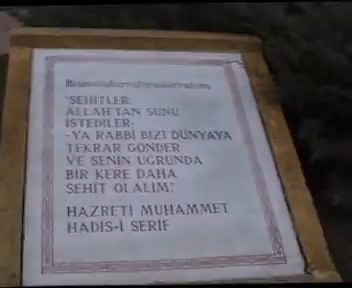 Bismillahirrahmanirrahim
"ŞEHİTLER;
ALLAH'TAN ŞUNU
İSTEDİLER:
-YA RABBİ BİZİ DÜNYAYA
TEKRAR GÖNDER
VE SENİN UĞRUNDA
BİR KERE DAHA
ŞEHİT OLALIM."
HAZRETİ MUHAMMET
HADİS-İ ŞERİF